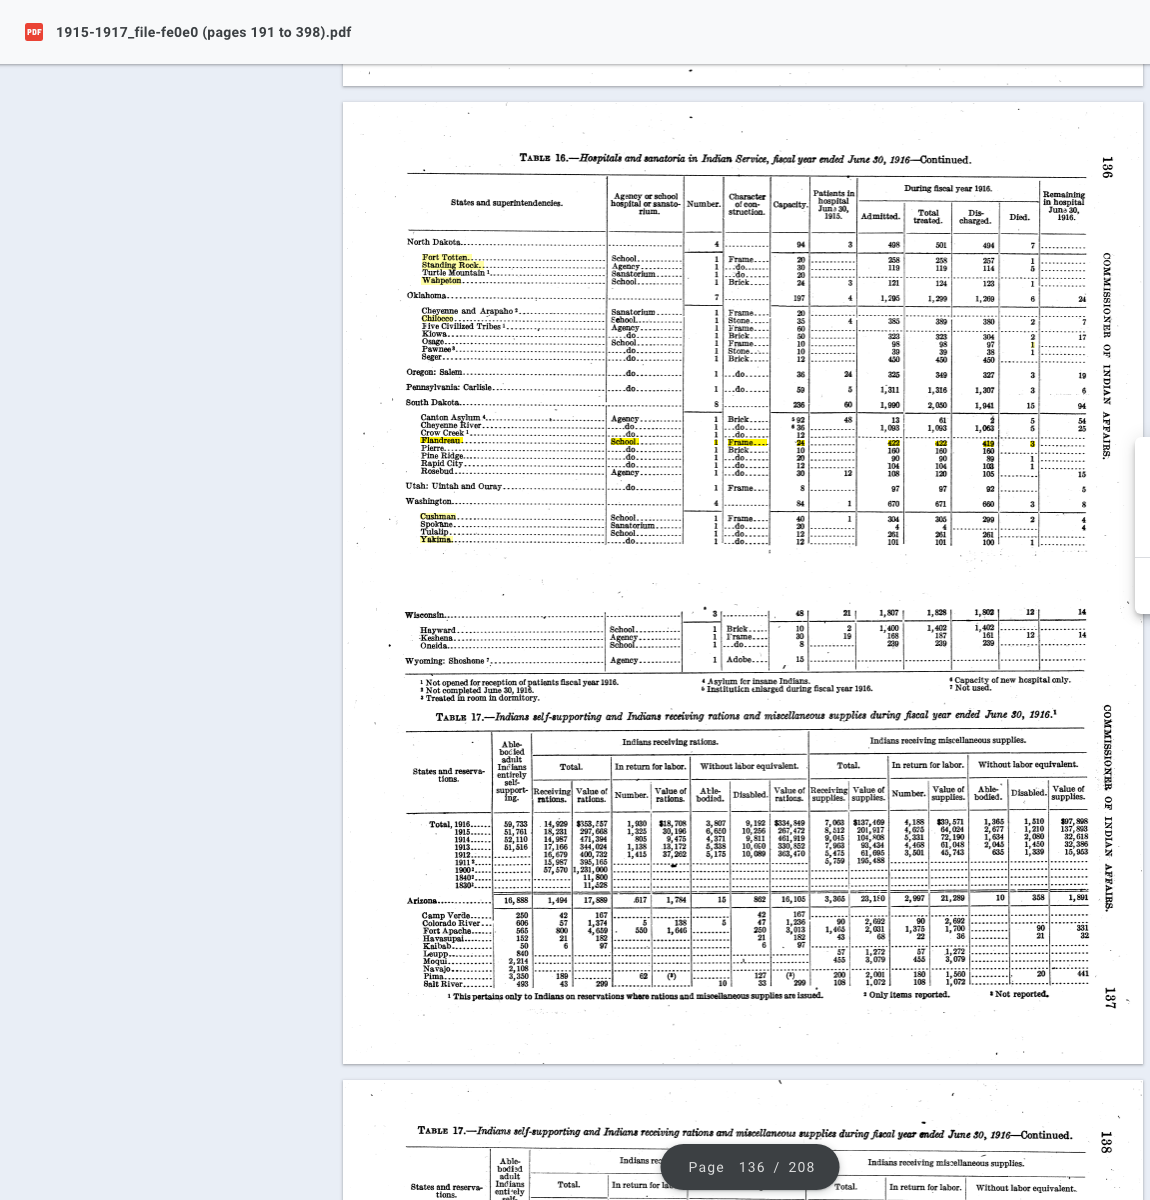 1915-1917_file-fe0e0 (pages 191 to 398).pdf
TABLE 16.—Hospitals and sanatoria in Indian Service, fiscal year ended June 30, 1916—Continued.
136
COMMISSIONER OF INDIAN AFFAIRS.
States and superintendencies. Agency or school hospital or sanatorium. Number. Character of construction. Capacity. Patients in hospital June 30, 1915. During fiscal year 1916. Admitted. Total treated. Discharged. Died. Remaining in hospital June 30, 1916.
North Dakota 4 94 3 498 501 494 7
Fort Totten School 1 Frame 20 258 258 257 1
Standing Rock Agency 1 do 30 119 119 114 5
Turtle Mountain ¹ Sanatorium 1 do 20
Wahpeton School 1 Brick 24 3 121 124 123 1
Oklahoma 7 197 4 1,295 1,299 1,269 6 24
Cheyenne and Arapaho ² Sanatorium 1 Frame 20
Chilocco School 1 Stone 35 4 385 389 380 2 7
Five Civilized Tribes ¹ Agency 1 Frame 60
Kiowa do 1 Brick 50 323 323 304 2 17
Osage School 1 Frame 10 98 98 97 1
Pawnee ³ do 1 Stone 10 39 39 38 1
Seger do 1 Brick 12 450 450 450
Oregon: Salem do 1 do 36 24 325 349 327 3 19
Pennsylvania: Carlisle do 1 do 59 5 1,311 1,316 1,307 3 6
South Dakota 8 236 60 1,990 2,050 1,941 15 94
Canton Asylum ⁴ Agency 1 Brick ⁵ 92 48 13 61 2 5 54
Cheyenne River do 1 do ⁶ 36 1,093 1,093 1,063 5 25
Crow Creek ¹ do 1 do 12
Flandreau School 1 Frame 24 422 422 419 3
Pierre do 1 Brick 10 160 160 160
Pine Ridge do 1 do 20 90 90 89 1
Rapid City do 1 do 12 104 104 103 1
Rosebud Agency 1 do 30 12 108 120 105 15
Utah: Uintah and Ouray do 1 Frame 8 97 97 92 5
Washington 4 84 1 670 671 660 3 8
Cushman School 1 Frame 40 1 304 305 299 2 4
Spokane Sanatorium 1 do 20 4 4 4
Tulalip School 1 do 12 261 261 261
Yakima do 1 do 12 101 101 100 1
Wisconsin 3 48 21 1,807 1,828 1,802 12 14
Hayward School 1 Brick 10 2 1,400 1,402 1,402
Keshena Agency 1 Frame 30 19 168 187 161 12 14
Oneida School 1 do 8 239 239 239
Wyoming: Shoshone ⁷ Agency 1 Adobe 15
¹ Not opened for reception of patients fiscal year 1916. ⁴ Asylum for insane Indians. ⁶ Capacity of new hospital only.
² Not completed June 30, 1916. ⁵ Institution enlarged during fiscal year 1916. ⁷ Not used.
³ Treated in room in dormitory.
TABLE 17.—Indians self-supporting and Indians receiving rations and miscellaneous supplies during fiscal year ended June 30, 1916.¹
COMMISSIONER OF INDIAN AFFAIRS.
States and reservations. Able-bodied adult Indians entirely self-supporting. Indians receiving rations. Indians receiving miscellaneous supplies.
Total. In return for labor. Without labor equivalent. Total. In return for labor. Without labor equivalent.
Receiving rations. Value of rations. Number. Value of rations. Able-bodied. Disabled. Value of rations. Receiving supplies. Value of supplies. Number. Value of supplies. Able-bodied. Disabled. Value of supplies.
Total, 1916 59,733 14,929 $353,557 1,930 $18,708 3,807 9,192 $334,849 7,063 $137,469 4,188 $39,571 1,365 1,510 $97,898
1915 51,761 18,231 297,668 1,325 30,196 6,650 10,256 267,472 8,512 201,917 4,625 64,024 2,677 1,210 137,893
1914 52,110 14,987 471,394 805 9,475 4,371 9,811 461,919 9,045 104,808 5,331 72,190 1,634 2,080 32,618
1913 51,516 17,166 344,024 1,138 13,172 5,338 10,690 330,852 7,963 93,434 4,468 61,048 2,045 1,450 32,386
1912 16,679 400,732 1,415 37,262 5,175 10,089 363,470 5,475 61,695 3,501 45,743 635 1,339 15,953
1911² 15,987 395,165 5,759 195,488
1900² 57,570 1,231,000
1840² 11,800
1830² 11,528
Arizona 16,888 1,494 17,889 617 1,784 15 862 16,105 3,365 23,180 2,997 21,289 10 358 1,891
Camp Verde 250 42 167 42 167
Colorado River 606 57 1,374 5 138 5 47 1,236 90 2,692 90 2,692
Fort Apache 565 800 4,659 550 1,646 250 3,013 1,465 2,031 1,375 1,700 90 331
Havasupai 152 21 182 21 182 43 68 22 36 21 32
Kaibab 50 6 97 6 97
Leupp 840 57 1,272 57 1,272
Moqui 2,214 455 3,079 455 3,079
Navajo 2,108
Pima 3,350 189 62 (³) 127 (³) 200 2,001 180 1,560 20 441
Salt River 493 43 299 10 33 299 108 1,072 108 1,072
¹ This pertains only to Indians on reservations where rations and miscellaneous supplies are issued. ² Only items reported. ³ Not reported.
137
TABLE 17.—Indians self-supporting and Indians receiving rations and miscellaneous supplies during fiscal year ended June 30, 1916—Continued.
138
States and reservations. Able-bodied adult Indians entirely self- Indians receiving miscellaneous supplies.
Total. Total. In return for labor. Without labor equivalent.
Page 136 / 208